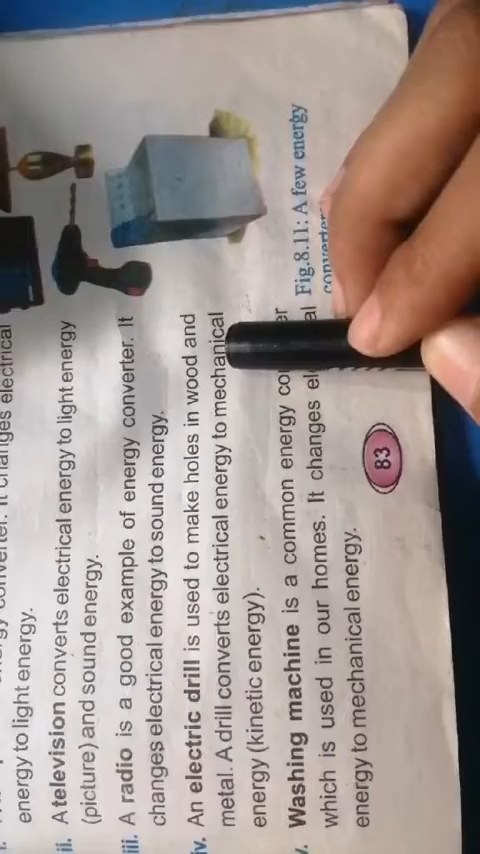 changes electrical
energy to light energy.
ii. A television converts electrical energy to light energy
(picture) and sound energy.
iii. A radio is a good example of energy converter. It
changes electrical energy to sound energy.
iv. An electric drill is used to make holes in wood and
metal. A drill converts electrical energy to mechanical
energy (kinetic energy).
v. Washing machine is a common energy
which is used in our homes. It changes
energy to mechanical energy.
Fig.8.11: A few energy
83